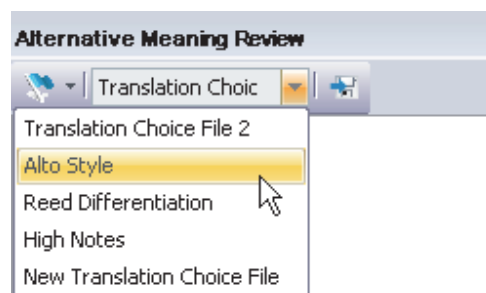 Alternative Meaning Review
Translation Choic
Translation Choice File 2
Alto Style
Reed Differentiation
High Notes
New Translation Choice File